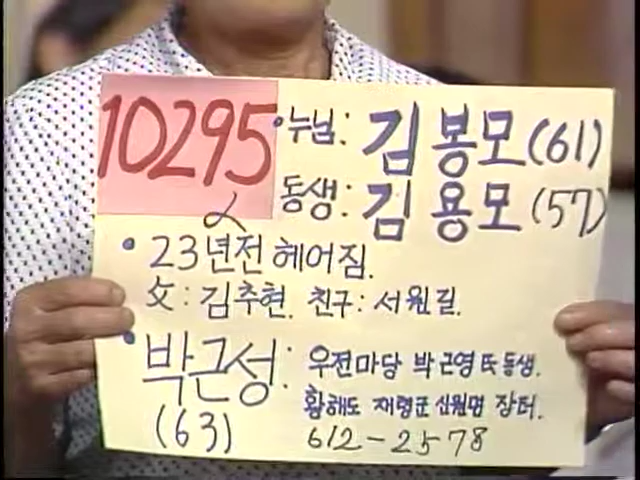 10295
•누님: 김봉모(61)
동생: 김용모(57)
• 23년전 헤어짐.
父: 김추현. 친구: 서원길.
• 박근성: 우전마당 박근영氏 동생.
(63) 황해도 재령군 신원면 장터.
612-2578